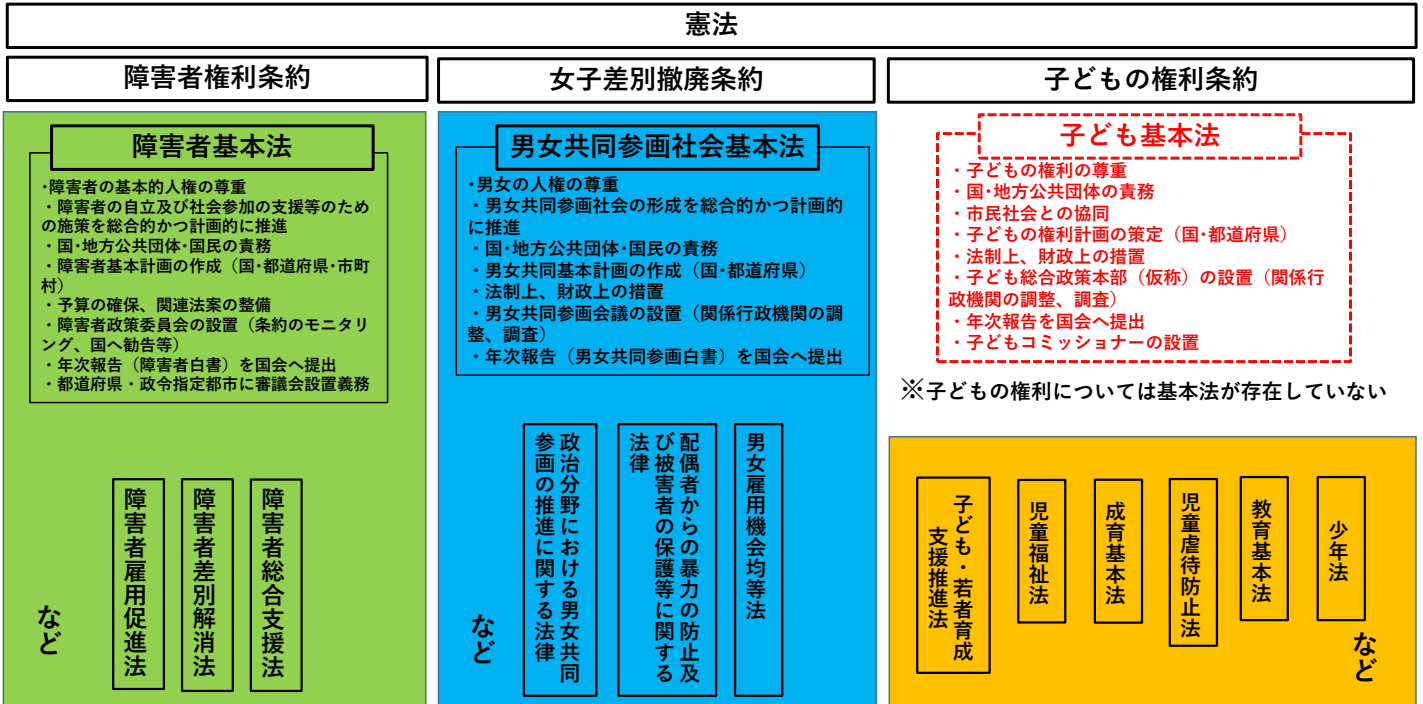 憲法
障害者権利条約
障害者基本法
・障害者の基本的人権の尊重
・障害者の自立及び社会参加の支援等のため
の施策を総合的かつ計画的に推進
・国・地方公共団体・国民の責務
・障害者基本計画の作成（国・都道府県・市町
村）
・予算の確保、関連法案の整備
・障害者政策委員会の設置（条約のモニタリ
ング、国へ勧告等）
・年次報告（障害者白書）を国会へ提出
・都道府県・政令指定都市に審議会設置義務
障害者総合支援法
障害者差別解消法
障害者雇用促進法
など
女子差別撤廃条約
男女共同参画社会基本法
・男女の人権の尊重
・男女共同参画社会の形成を総合的かつ計画的
に推進
・国・地方公共団体・国民の責務
・男女共同基本計画の作成（国・都道府県）
・法制上、財政上の措置
・男女共同参画会議の設置（関係行政機関の調
整、調査）
・年次報告（男女共同参画白書）を国会へ提出
男女雇用機会均等法
配偶者からの暴力の防止及
び被害者の保護等に関する
法律
政治分野における男女共同
参画の推進に関する法律
など
子どもの権利条約
子ども基本法
・子どもの権利の尊重
・国・地方公共団体の責務
・市民社会との協同
・子どもの権利計画の策定（国・都道府県）
・法制上、財政上の措置
・子ども総合政策本部（仮称）の設置（関係行
政機関の調整、調査）
・年次報告を国会へ提出
・子どもコミッショナーの設置
※子どもの権利については基本法が存在していない
少年法
教育基本法
児童虐待防止法
成育基本法
児童福祉法
子ども・若者育成
支援推進法
など